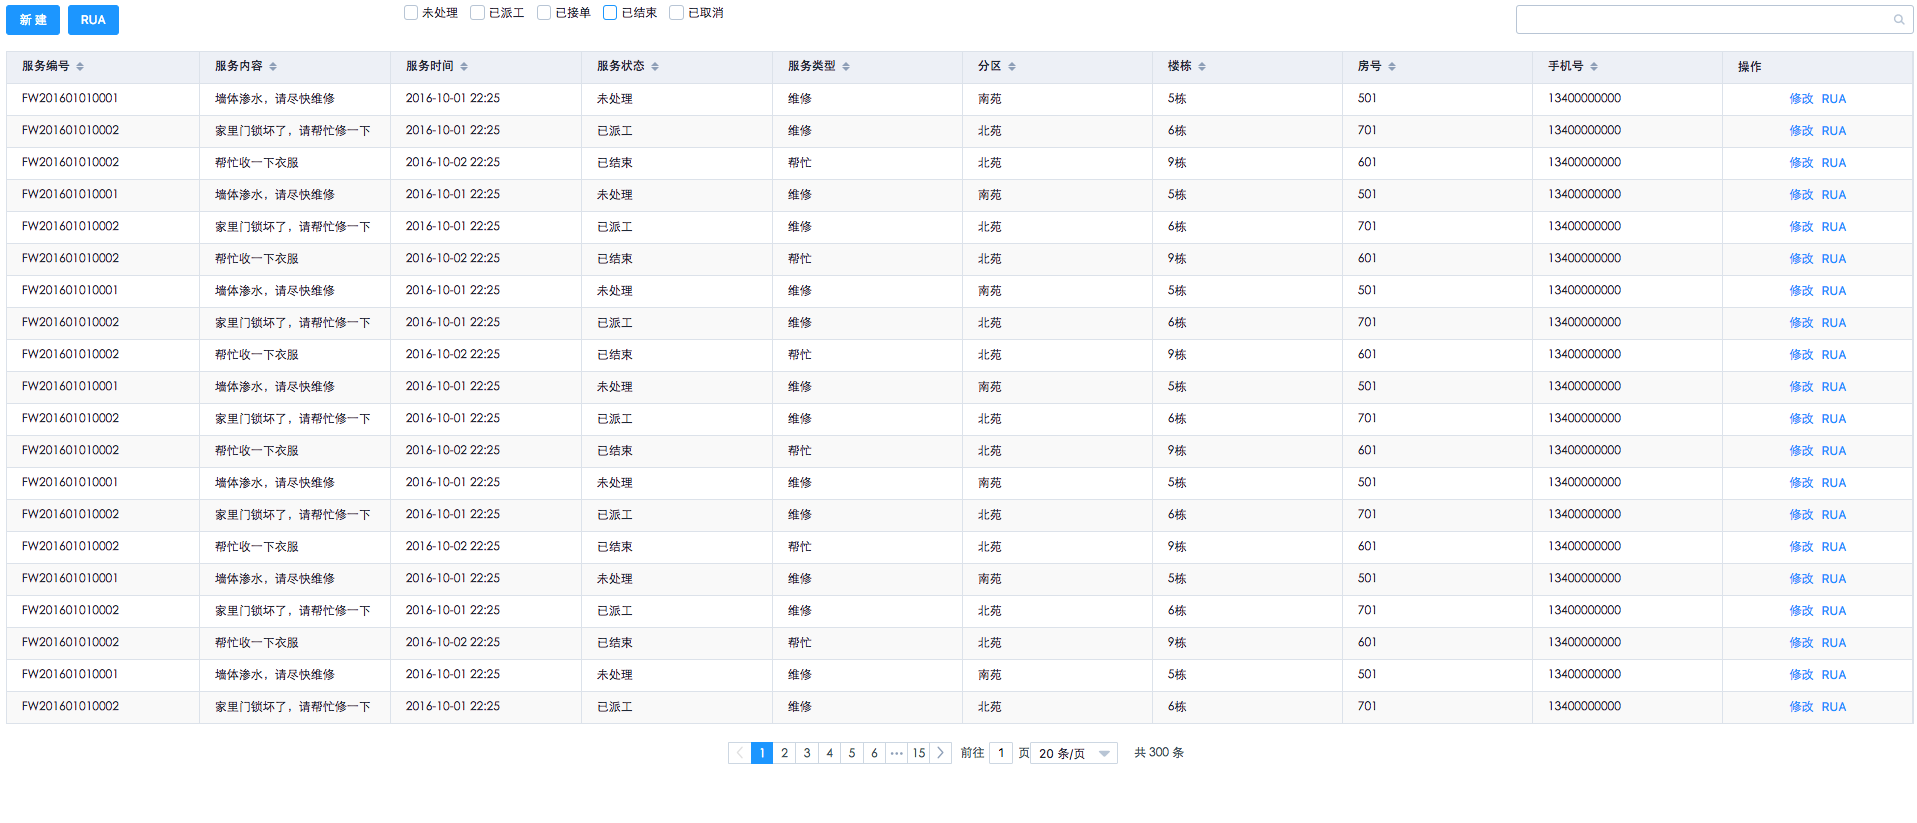 新 建 RUA 未处理 已派工 已接单 已结束 已取消
服务编号 服务内容 服务时间 服务状态 服务类型 分区 楼栋 房号 手机号 操作
FW201601010001 墙体渗水，请尽快维修 2016-10-01 22:25 未处理 维修 南苑 5栋 501 13400000000 修改 RUA
FW201601010002 家里门锁坏了，请帮忙修一下 2016-10-01 22:25 已派工 维修 北苑 6栋 701 13400000000 修改 RUA
FW201601010002 帮忙收一下衣服 2016-10-02 22:25 已结束 帮忙 北苑 9栋 601 13400000000 修改 RUA
FW201601010001 墙体渗水，请尽快维修 2016-10-01 22:25 未处理 维修 南苑 5栋 501 13400000000 修改 RUA
FW201601010002 家里门锁坏了，请帮忙修一下 2016-10-01 22:25 已派工 维修 北苑 6栋 701 13400000000 修改 RUA
FW201601010002 帮忙收一下衣服 2016-10-02 22:25 已结束 帮忙 北苑 9栋 601 13400000000 修改 RUA
FW201601010001 墙体渗水，请尽快维修 2016-10-01 22:25 未处理 维修 南苑 5栋 501 13400000000 修改 RUA
FW201601010002 家里门锁坏了，请帮忙修一下 2016-10-01 22:25 已派工 维修 北苑 6栋 701 13400000000 修改 RUA
FW201601010002 帮忙收一下衣服 2016-10-02 22:25 已结束 帮忙 北苑 9栋 601 13400000000 修改 RUA
FW201601010001 墙体渗水，请尽快维修 2016-10-01 22:25 未处理 维修 南苑 5栋 501 13400000000 修改 RUA
FW201601010002 家里门锁坏了，请帮忙修一下 2016-10-01 22:25 已派工 维修 北苑 6栋 701 13400000000 修改 RUA
FW201601010002 帮忙收一下衣服 2016-10-02 22:25 已结束 帮忙 北苑 9栋 601 13400000000 修改 RUA
FW201601010001 墙体渗水，请尽快维修 2016-10-01 22:25 未处理 维修 南苑 5栋 501 13400000000 修改 RUA
FW201601010002 家里门锁坏了，请帮忙修一下 2016-10-01 22:25 已派工 维修 北苑 6栋 701 13400000000 修改 RUA
FW201601010002 帮忙收一下衣服 2016-10-02 22:25 已结束 帮忙 北苑 9栋 601 13400000000 修改 RUA
FW201601010001 墙体渗水，请尽快维修 2016-10-01 22:25 未处理 维修 南苑 5栋 501 13400000000 修改 RUA
FW201601010002 家里门锁坏了，请帮忙修一下 2016-10-01 22:25 已派工 维修 北苑 6栋 701 13400000000 修改 RUA
FW201601010002 帮忙收一下衣服 2016-10-02 22:25 已结束 帮忙 北苑 9栋 601 13400000000 修改 RUA
FW201601010001 墙体渗水，请尽快维修 2016-10-01 22:25 未处理 维修 南苑 5栋 501 13400000000 修改 RUA
FW201601010002 家里门锁坏了，请帮忙修一下 2016-10-01 22:25 已派工 维修 北苑 6栋 701 13400000000 修改 RUA
1 2 3 4 5 6 ··· 15 前往 1 页 20 条/页 共 300 条